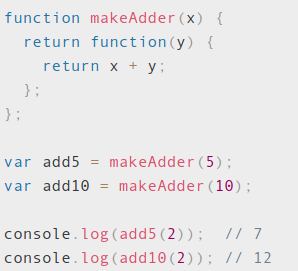 function makeAdder(x) {
  return function(y) {
    return x + y;
  };
};

var add5 = makeAdder(5);
var add10 = makeAdder(10);

console.log(add5(2));  // 7
console.log(add10(2)); // 12